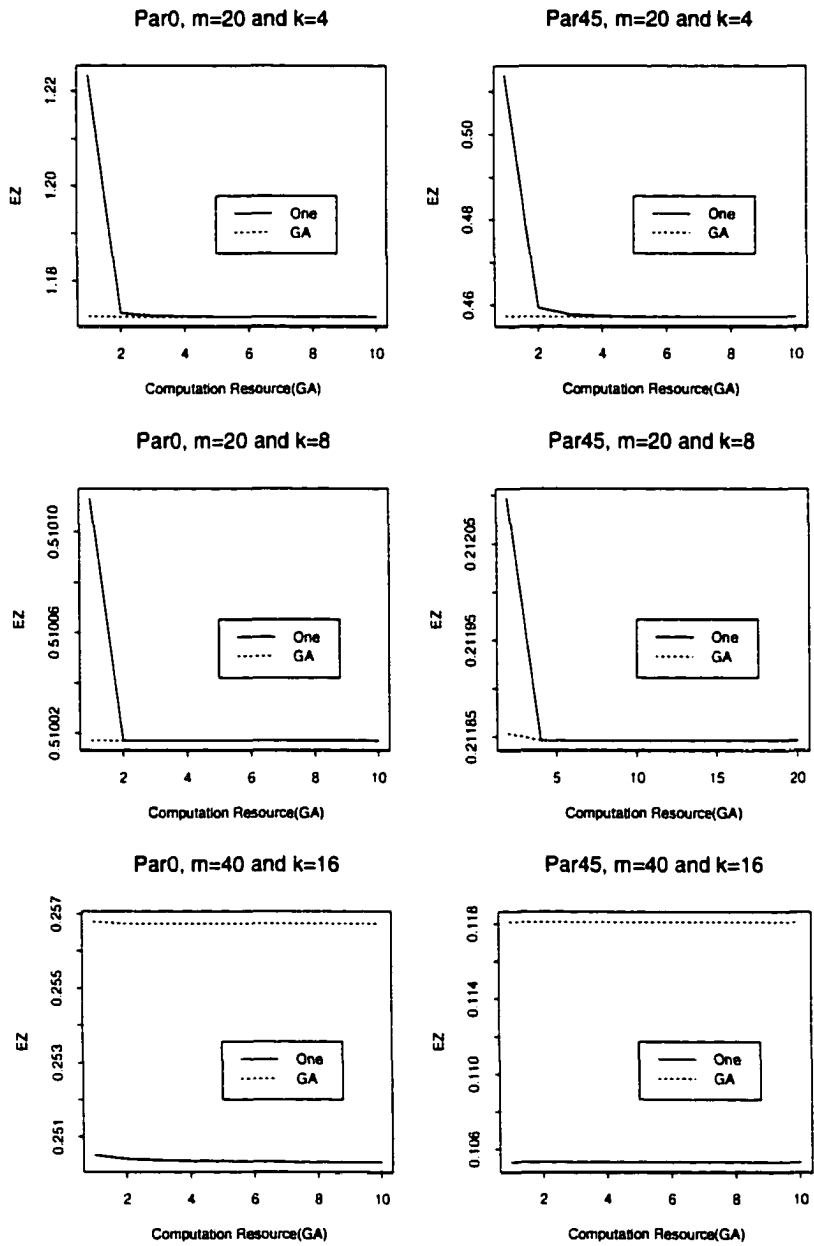 Par0, m=20 and k=4
1.22
1.20
1.18
EZ
One
GA
2 4 6 8 10
Computation Resource(GA)
Par45, m=20 and k=4
0.50
0.48
0.46
EZ
One
GA
2 4 6 8 10
Computation Resource(GA)
Par0, m=20 and k=8
0.51010
0.51006
0.51002
EZ
One
GA
2 4 6 8 10
Computation Resource(GA)
Par45, m=20 and k=8
0.21205
0.21195
0.21185
EZ
One
GA
5 10 15 20
Computation Resource(GA)
Par0, m=40 and k=16
0.257
0.255
0.253
0.251
EZ
One
GA
2 4 6 8 10
Computation Resource(GA)
Par45, m=40 and k=16
0.118
0.114
0.110
0.106
EZ
One
GA
2 4 6 8 10
Computation Resource(GA)